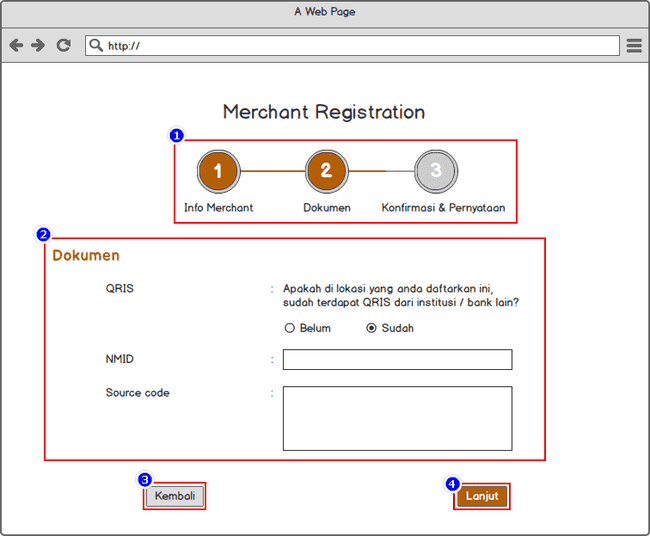 A Web Page
http://
Merchant Registration
1
1 2 3
Info Merchant Dokumen Konfirmasi & Pernyataan
2
Dokumen
QRIS : Apakah di lokasi yang anda daftarkan ini,
sudah terdapat QRIS dari institusi / bank lain?
Belum Sudah
NMID :
Source code :
3 4
Kembali Lanjut